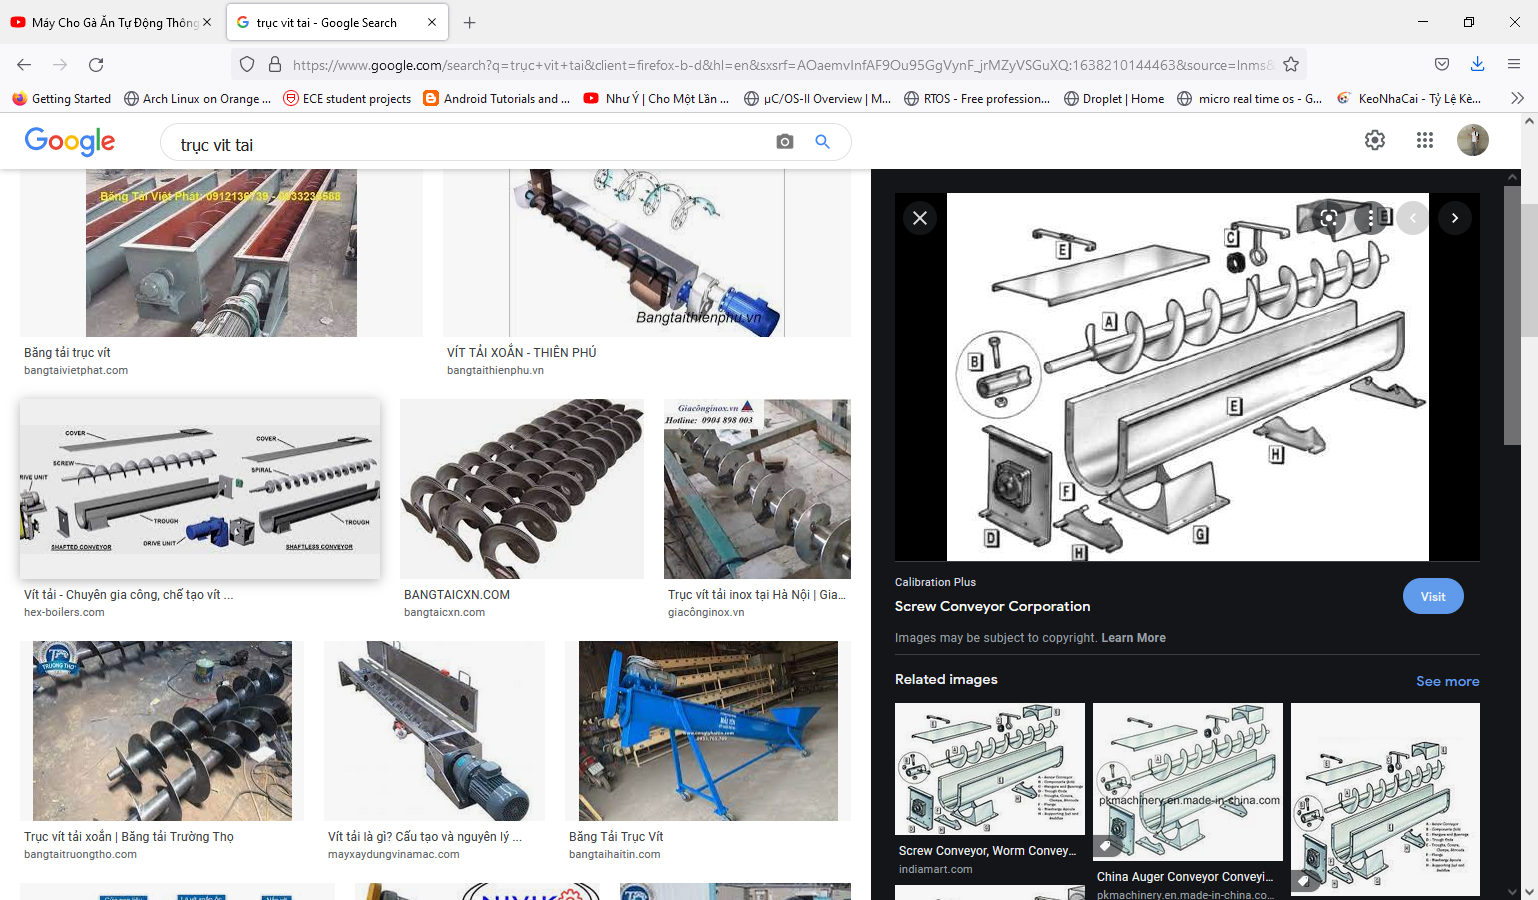 Máy Cho Gà Ăn Tự Động Thông
trục vit tai - Google Search
https://www.google.com/search?q=trục+vit+tai&client=firefox-b-d&hl=en&sxsrf=AOaemvInfAF9Ou95GgVynF_jrMZyVSGuXQ:1638210144463&source=lnms&
Getting Started
Arch Linux on Orange ...
ECE student projects
Android Tutorials and ...
Như Ý | Cho Một Lần ...
µC/OS-II Overview | M...
RTOS - Free profession...
Droplet | Home
micro real time os - G...
KeoNhaCai - Tỷ Lệ Kè...
Google
trục vit tai
Băng Tải Việt Phát: 0912136739 - 0933234588
Bangtaithienphu.vn
Băng tải trục vít
bangtaivietphat.com
VÍT TẢI XOẮN - THIÊN PHÚ
bangtaithienphu.vn
COVER
SCREW
DRIVE UNIT
TROUGH
SHAFTED CONVEYOR
COVER
SPIRAL
TROUGH
DRIVE UNIT
SHAFTLESS CONVEYOR
Giacônginox.vn
Hotline: 0904 898 003
Vít tải - Chuyên gia công, chế tạo vít ...
hex-boilers.com
BANGTAICXN.COM
bangtaicxn.com
Trục vít tải inox tại Hà Nội | Gia...
giacônginox.vn
TRUONG THO
Trục vít tải xoắn | Băng tải Trường Thọ
bangtaitruongtho.com
Vít tải là gì? Cấu tạo và nguyên lý ...
mayxaydungvinamac.com
Băng Tải Trục Vít
bangtaihaitin.com
E
C
E
A
B
E
H
F
D
H
G
Calibration Plus
Screw Conveyor Corporation
Visit
Images may be subject to copyright. Learn More
Related images
See more
Screw Conveyor, Worm Convey...
indiamart.com
pkmachinery.en.made-in-china.com
China Auger Conveyor Conveyi...
pkmachinery.en.made-in-china.co...